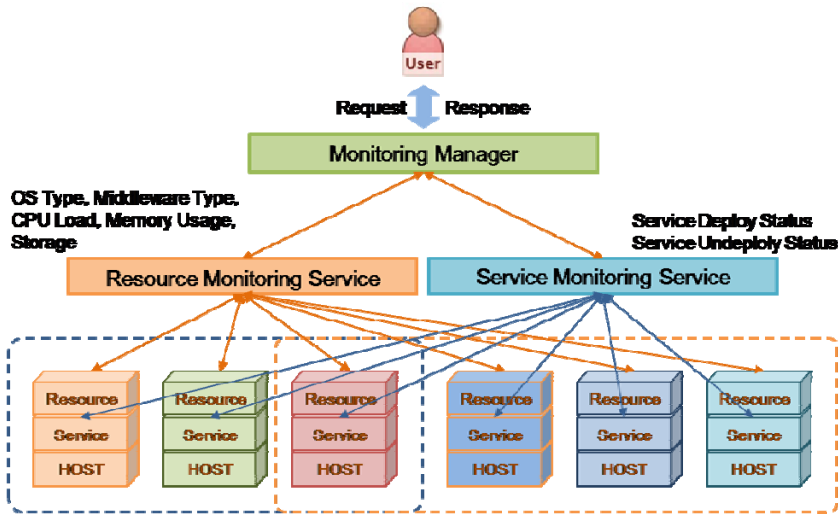 User
Request Response
Monitoring Manager
OS Type, Middleware Type,
CPU Load, Memory Usage,
Storage
Service Deploy Status
Service Undeploly Status
Resource Monitoring Service
Service Monitoring Service
Resource
Service
HOST
Resource
Service
HOST
Resource
Service
HOST
Resource
Service
HOST
Resource
Service
HOST
Resource
Service
HOST